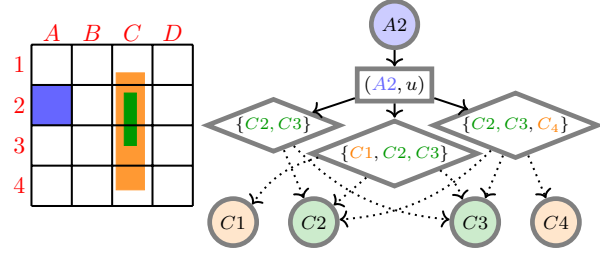 A B C D
1
2
3
4
A2
(A2, u)
{C2, C3}
{C1, C2, C3}
{C2, C3, C₄}
C1
C2
C3
C4